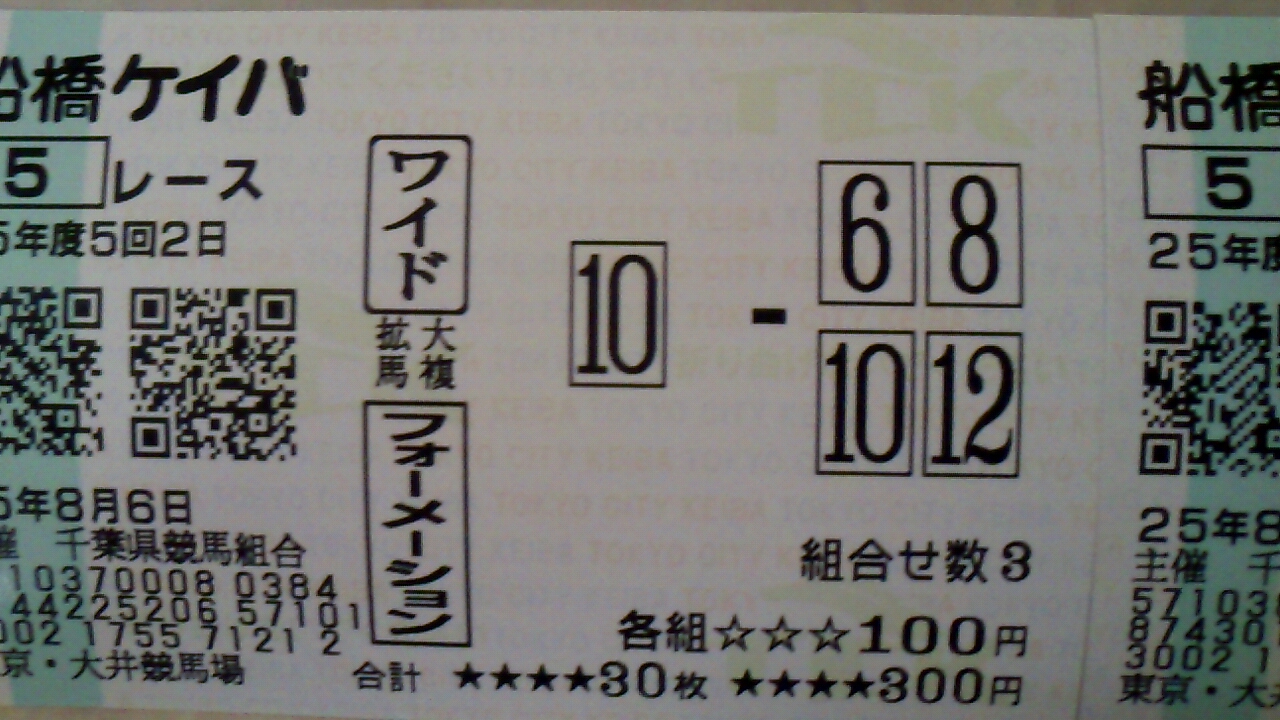 船橋ケイバ
5レース
5年度5回2日
5年8月6日
催 千葉県競馬組合
10370008 0384
44225206 57101
002 1755 7121 2
京・大井競馬場
ワイド
拡大
馬複
フォーメーション
10
-
6 8
10 12
組合せ数3
各組☆☆☆100円
合計 ★★★★30枚 ★★★★300円
TOKYO CITY KEIBA
船橋
5
25年度
25年8
主催 千
57103
87430
3002 1
東京・大